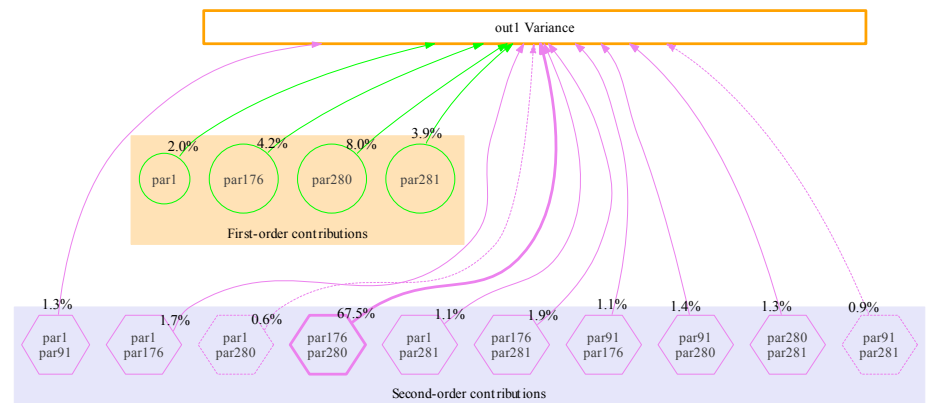 out1 Variance
2.0%
4.2%
8.0%
3.9%
par1
par176
par280
par281
First-order contributions
1.3%
1.7%
0.6%
67.5%
1.1%
1.9%
1.1%
1.4%
1.3%
0.9%
par1
par91
par1
par176
par1
par280
par176
par280
par1
par281
par176
par281
par91
par176
par91
par280
par280
par281
par91
par281
Second-order contributions